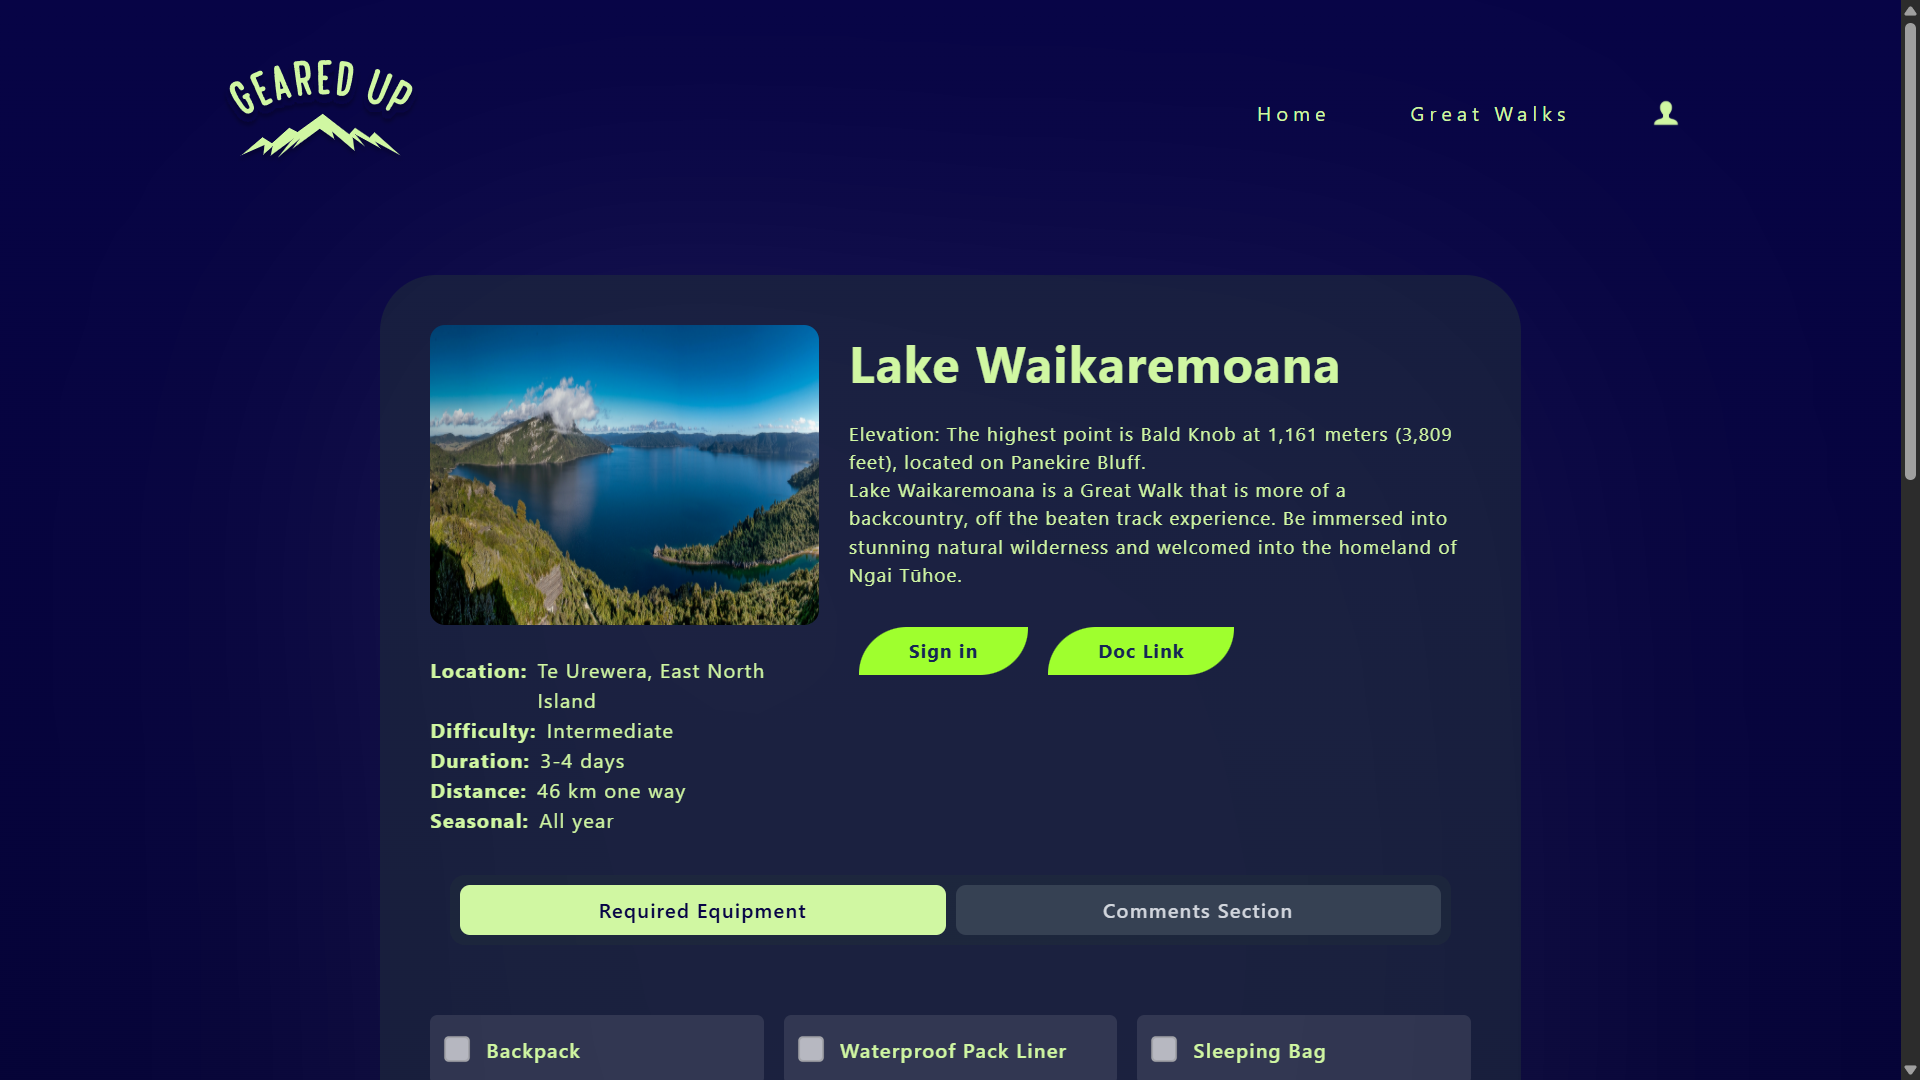 GEARED UP
Home
Great Walks
Lake Waikaremoana
Elevation: The highest point is Bald Knob at 1,161 meters (3,809
feet), located on Panekire Bluff.
Lake Waikaremoana is a Great Walk that is more of a
backcountry, off the beaten track experience. Be immersed into
stunning natural wilderness and welcomed into the homeland of
Ngai Tūhoe.
Sign in
Doc Link
Location: Te Urewera, East North
Island
Difficulty: Intermediate
Duration: 3-4 days
Distance: 46 km one way
Seasonal: All year
Required Equipment
Comments Section
Backpack
Waterproof Pack Liner
Sleeping Bag